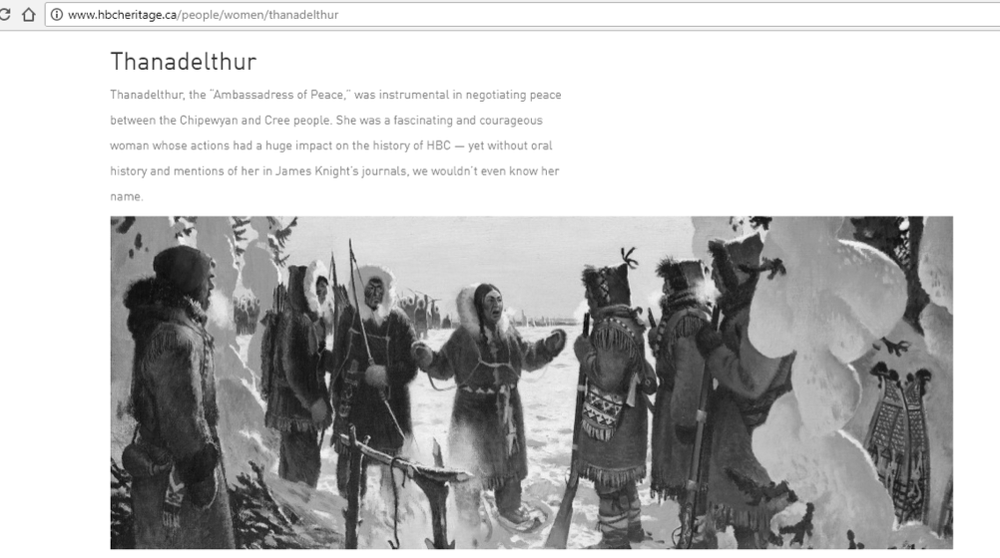 www.hbcheritage.ca/people/women/thanadelthur
Thanadelthur
Thanadelthur, the "Ambassadress of Peace," was instrumental in negotiating peace
between the Chipewyan and Cree people. She was a fascinating and courageous
woman whose actions had a huge impact on the history of HBC — yet without oral
history and mentions of her in James Knight's journals, we wouldn't even know her
name.